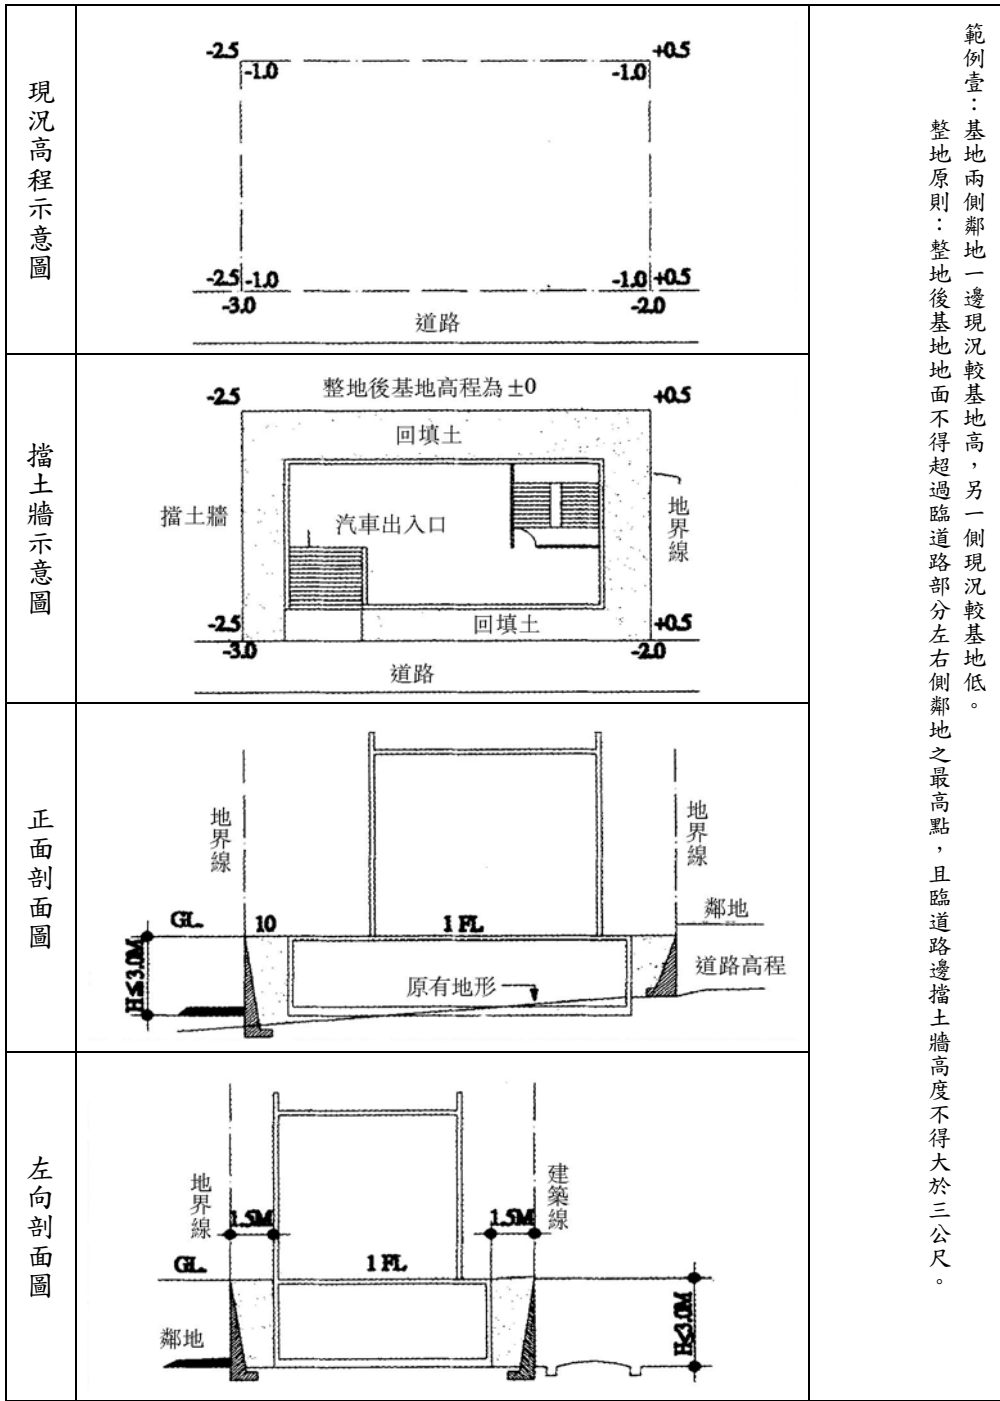 範例壹：基地兩側鄰地一邊現況較基地高，另一側現況較基地低。
整地原則：整地後基地地面不得超過臨道路部分左右側鄰地之最高點，且臨道路邊擋土牆高度不得大於三公尺。
現況高程示意圖
-2.5
+0.5
-1.0
-1.0
-2.5
-1.0
-1.0
+0.5
-3.0
-2.0
道路
擋土牆示意圖
整地後基地高程為 ±0
-2.5
+0.5
回填土
擋土牆
汽車出入口
地界線
-2.5
回填土
+0.5
-3.0
-2.0
道路
正面剖面圖
地界線
地界線
鄰地
GL.
10
1 FL
道路高程
H≦3.0M
原有地形
左向剖面圖
地界線
建築線
1.5M
1.5M
GL.
1 FL
鄰地
H<3.0M